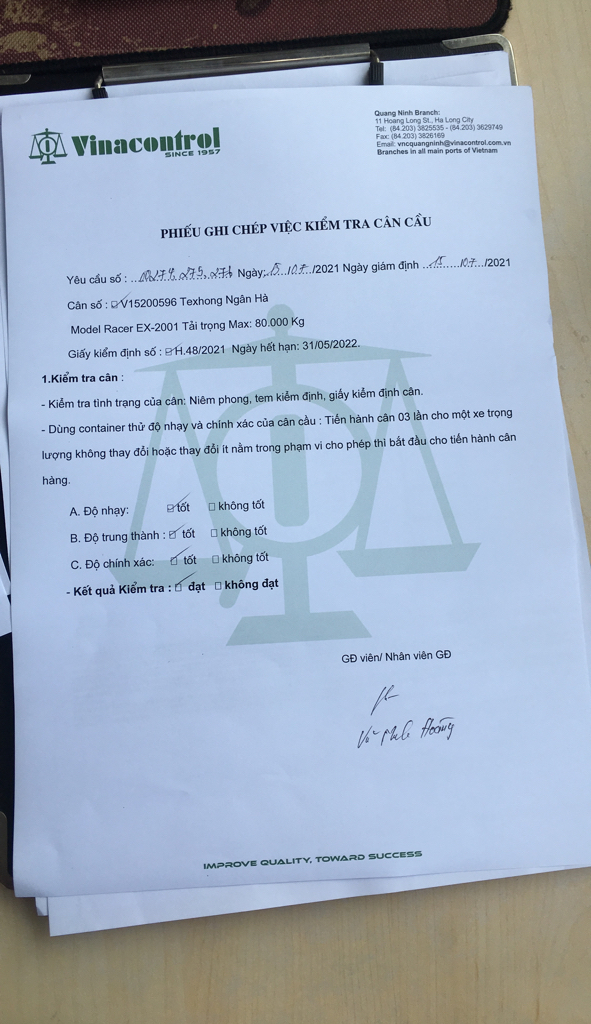 Vinacontrol
SINCE 1957
Quang Ninh Branch:
11 Hoang Long St., Ha Long City
Tel: (84.203) 3825535 - (84.203) 3629749
Fax: (84.203) 3826169
Email: vncquangninh@vinacontrol.com.vn
Branches in all main ports of Vietnam
PHIẾU GHI CHÉP VIỆC KIỂM TRA CÂN CẦU
Yêu cầu số : ... 275, ... Ngày:...107../2021 Ngày giám định ...15......107.../2021
Cân số : ☑ V15200596 Texhong Ngân Hà
Model Racer EX-2001 Tải trọng Max: 80.000 Kg
Giấy kiểm định số : ☑ H.48/2021 Ngày hết hạn: 31/05/2022.
1.Kiểm tra cân :
- Kiểm tra tình trạng của cân: Niêm phong, tem kiểm định, giấy kiểm định cân.
- Dùng container thử độ nhạy và chính xác của cân cầu : Tiến hành cân 03 lần cho một xe trọng
lượng không thay đổi hoặc thay đổi ít nằm trong phạm vi cho phép thì bắt đầu cho tiến hành cân
hàng.
A. Độ nhạy: ☑ tốt ☐ không tốt
B. Độ trung thành : ☑ tốt ☐ không tốt
C. Độ chính xác: ☑ tốt ☐ không tốt
- Kết quả Kiểm tra : ☑ đạt ☐ không đạt
GĐ viên/ Nhân viên GĐ
Hoàng
IMPROVE QUALITY, TOWARD SUCCESS